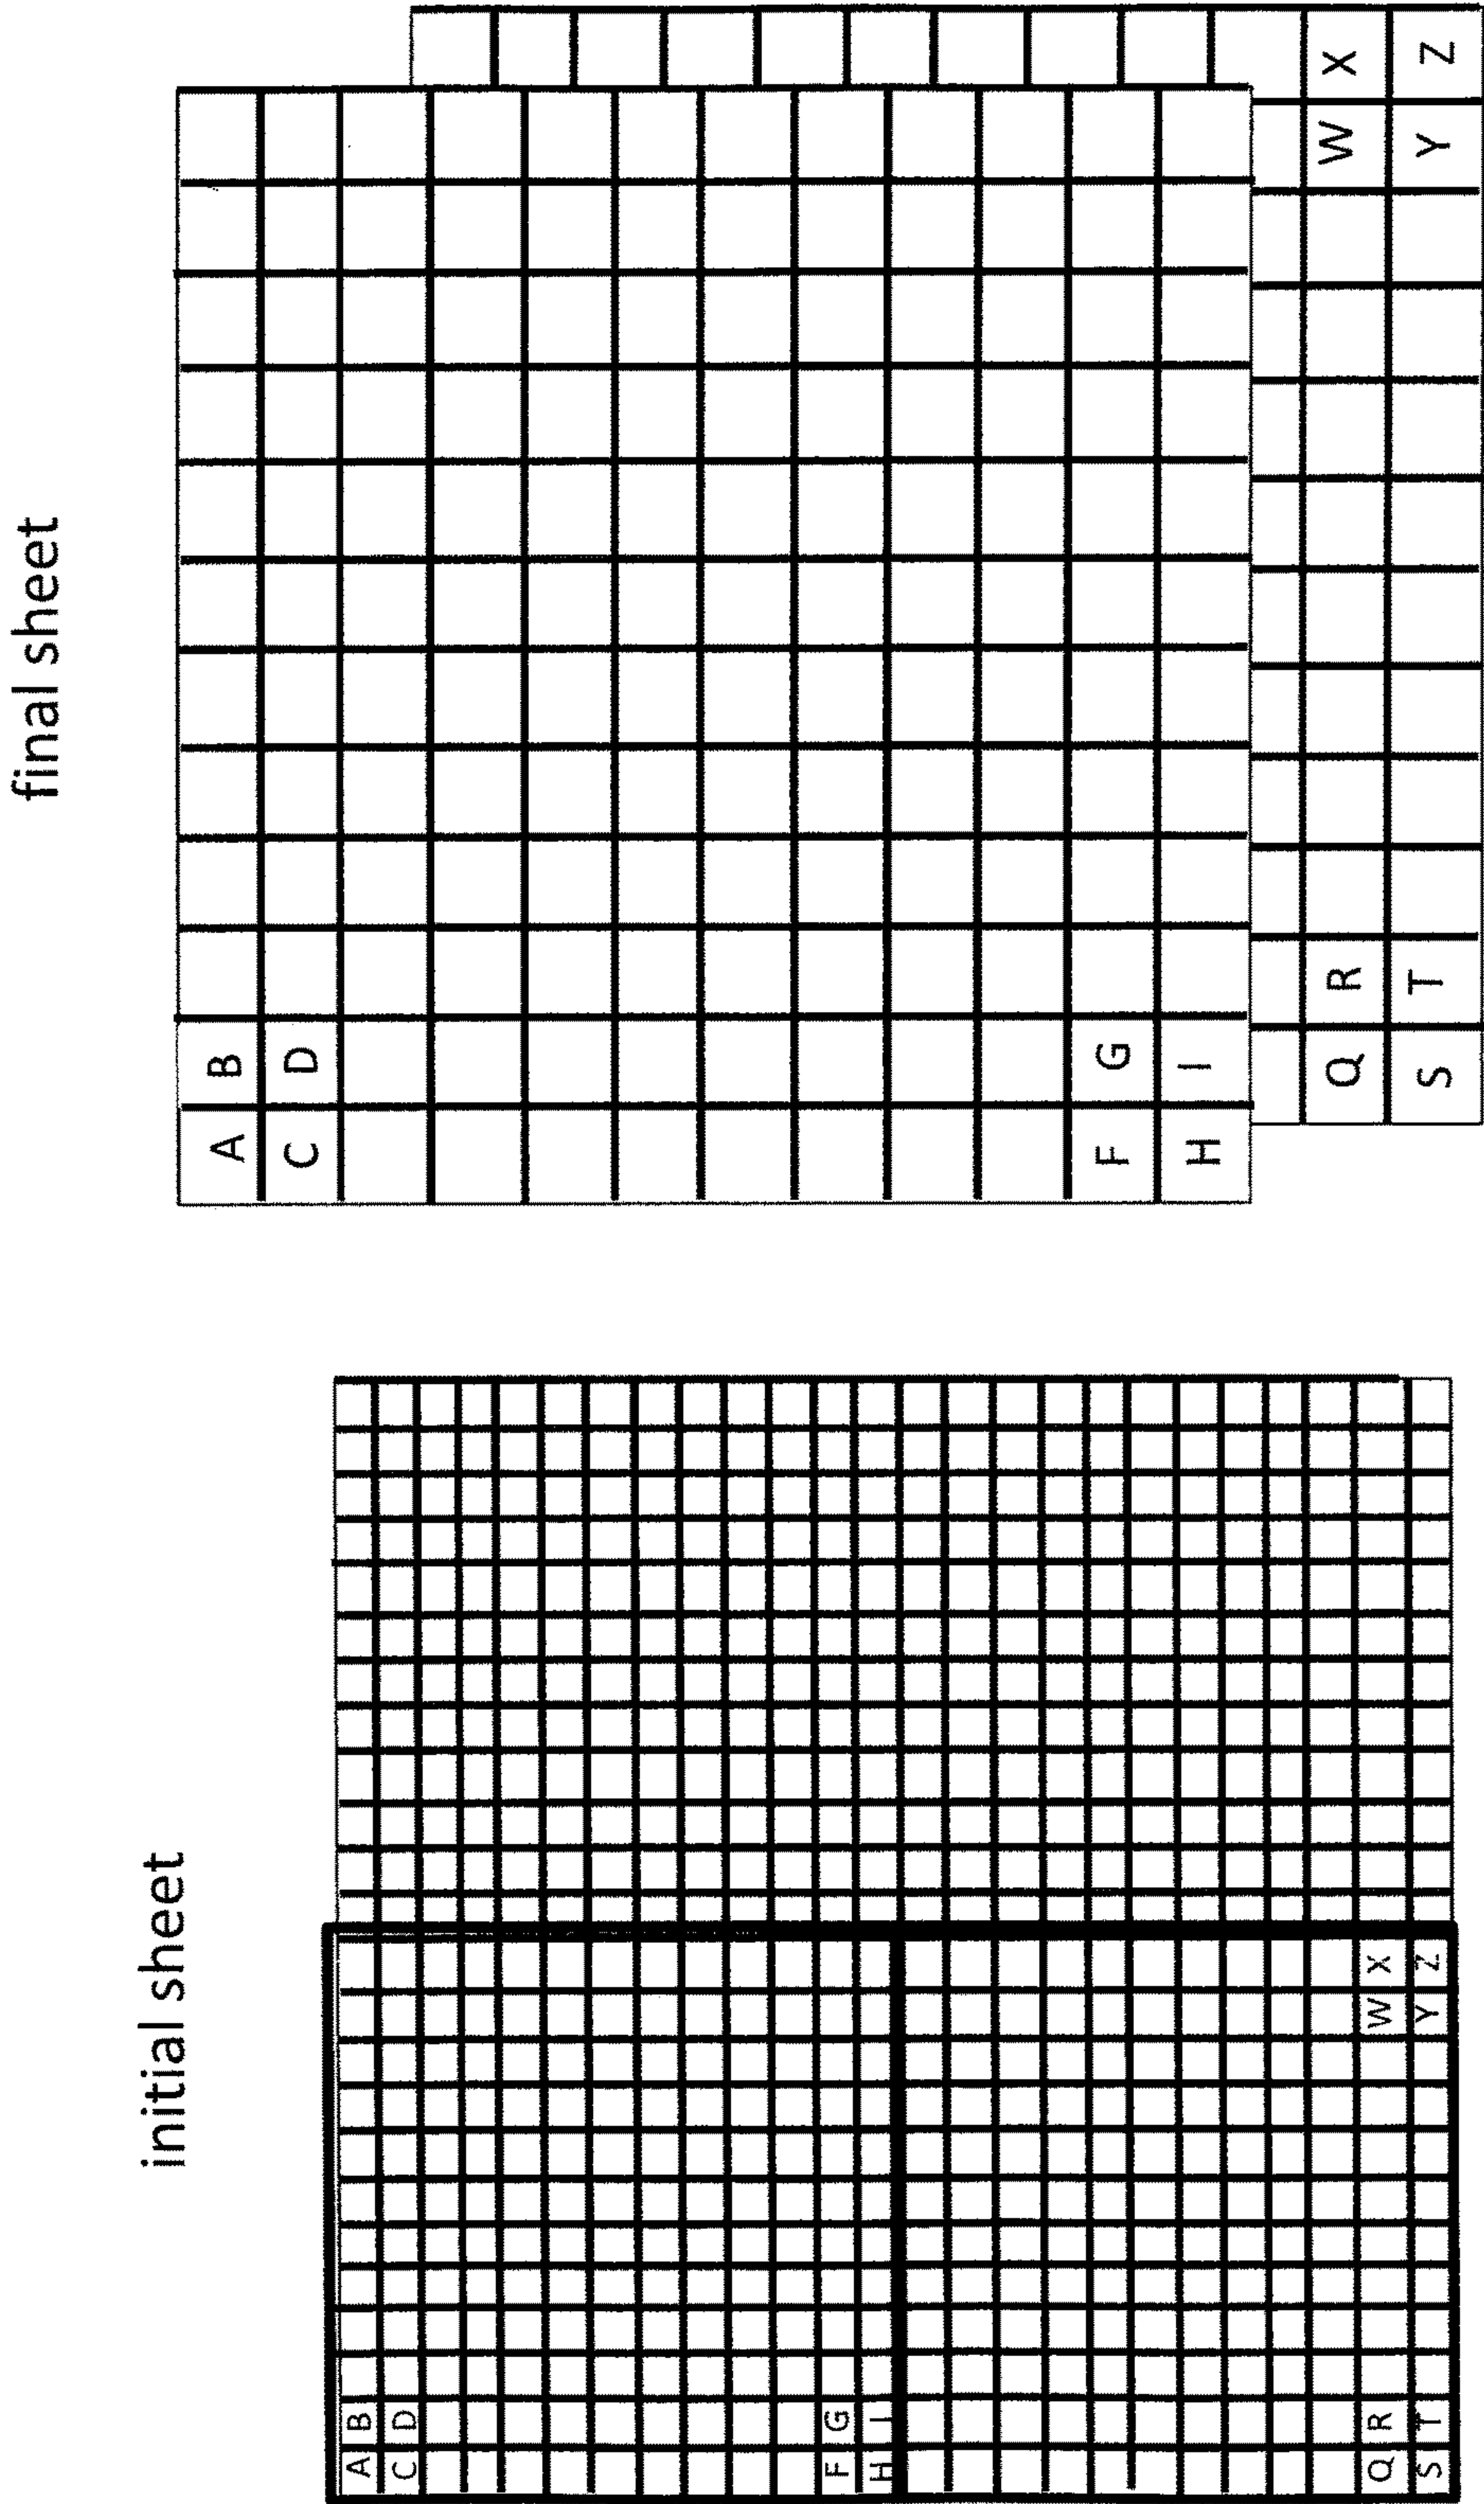 initial sheet
A B
C D
F G
H I
Q R W X
S T Y Z
final sheet
A B
C D
F G
H I
Q R W X
S T Y Z